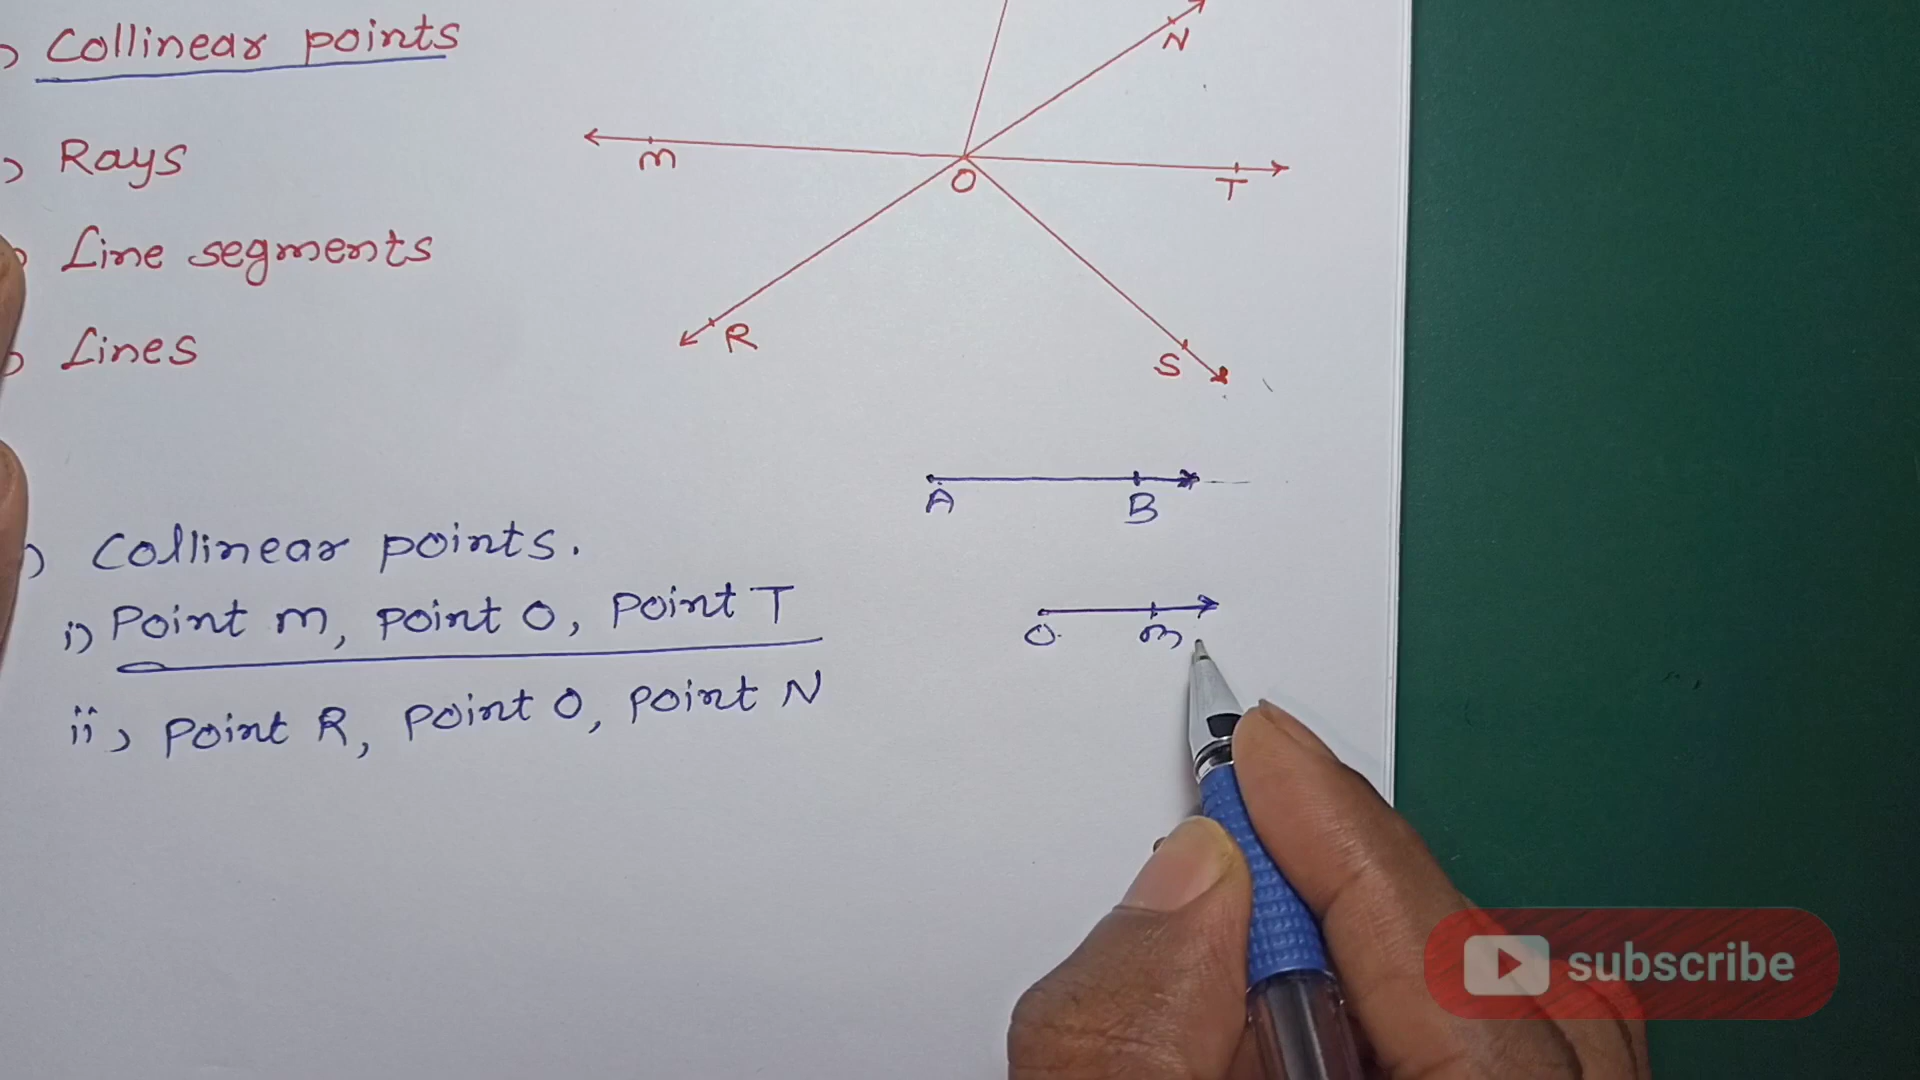 Collinear points
Rays
Line segments
Lines
N
m
O
T
R
S
A
B
) Collinear points.
i) Point m, point O, point T
ii) Point R, point O, point N
O
m
subscribe